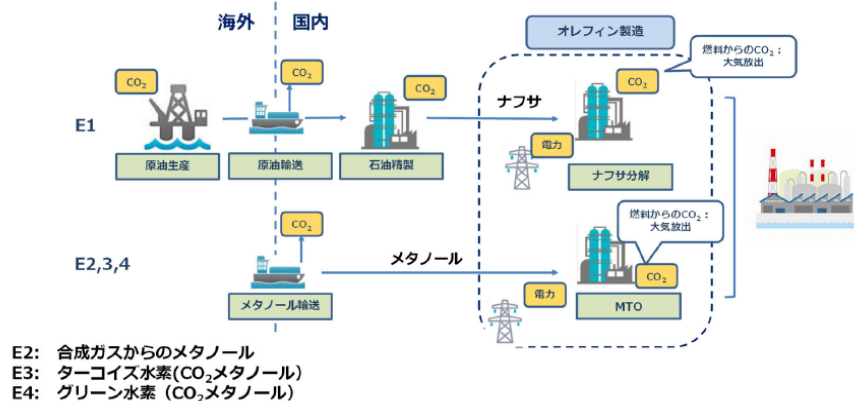 海外 国内
オレフィン製造
燃料からのCO₂：
大気放出
CO₂ CO₂ CO₂ ナフサ CO₂
E1
電力
原油生産 原油輸送 石油精製 ナフサ分解
燃料からのCO₂：
大気放出
CO₂
メタノール
E2,3,4
CO₂
電力
メタノール輸送 MTO
E2: 合成ガスからのメタノール
E3: ターコイズ水素(CO₂メタノール）
E4: グリーン水素（CO₂メタノール）